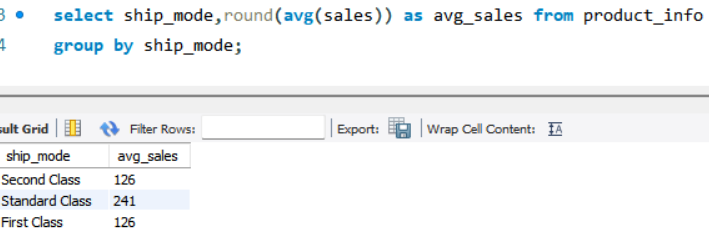 3 select ship_mode,round(avg(sales)) as avg_sales from product_info
4 group by ship_mode;
sult Grid Filter Rows: Export: Wrap Cell Content: IA
ship_mode avg_sales
Second Class 126
Standard Class 241
First Class 126